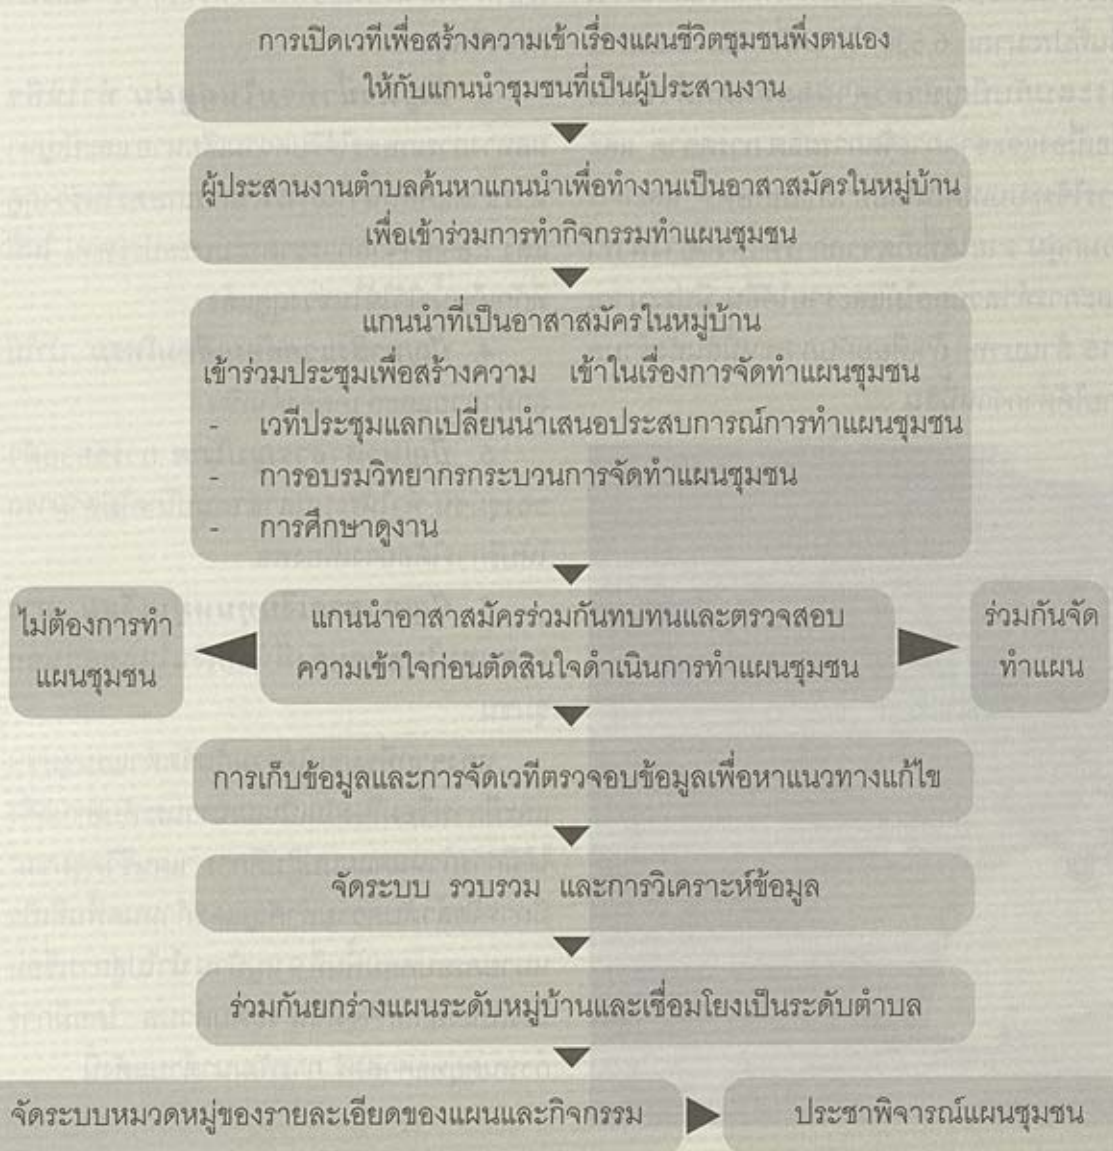 การเปิดเวทีเพื่อสร้างความเข้าเรื่องแผนชีวิตชุมชนพึ่งตนเอง
ให้กับแกนนำชุมชนที่เป็นผู้ประสานงาน
ผู้ประสานงานตำบลค้นหาแกนนำเพื่อทำงานเป็นอาสาสมัครในหมู่บ้าน
เพื่อเข้าร่วมการทำกิจกรรมทำแผนชุมชน
แกนนำที่เป็นอาสาสมัครในหมู่บ้าน
เข้าร่วมประชุมเพื่อสร้างความ เข้าในเรื่องการจัดทำแผนชุมชน
- เวทีประชุมแลกเปลี่ยนนำเสนอประสบการณ์การทำแผนชุมชน
- การอบรมวิทยากรกระบวนการจัดทำแผนชุมชน
- การศึกษาดูงาน
ไม่ต้องการทำ
แผนชุมชน
แกนนำอาสาสมัครร่วมกันทบทนและตรวจสอบ
ความเข้าใจก่อนตัดสินใจดำเนินการทำแผนชุมชน
ร่วมกันจัด
ทำแผน
การเก็บข้อมูลและการจัดเวทีตรวจอบข้อมูลเพื่อหาแนวทางแก้ไข
จัดระบบ รวบรวม และการวิเคราะห์ข้อมูล
ร่วมกันยกร่างแผนระดับหมู่บ้านและเชื่อมโยงเป็นระดับตำบล
จัดระบบหมวดหมู่ของรายละเอียดของแผนและกิจกรรม
ประชาพิจารณ์แผนชุมชน